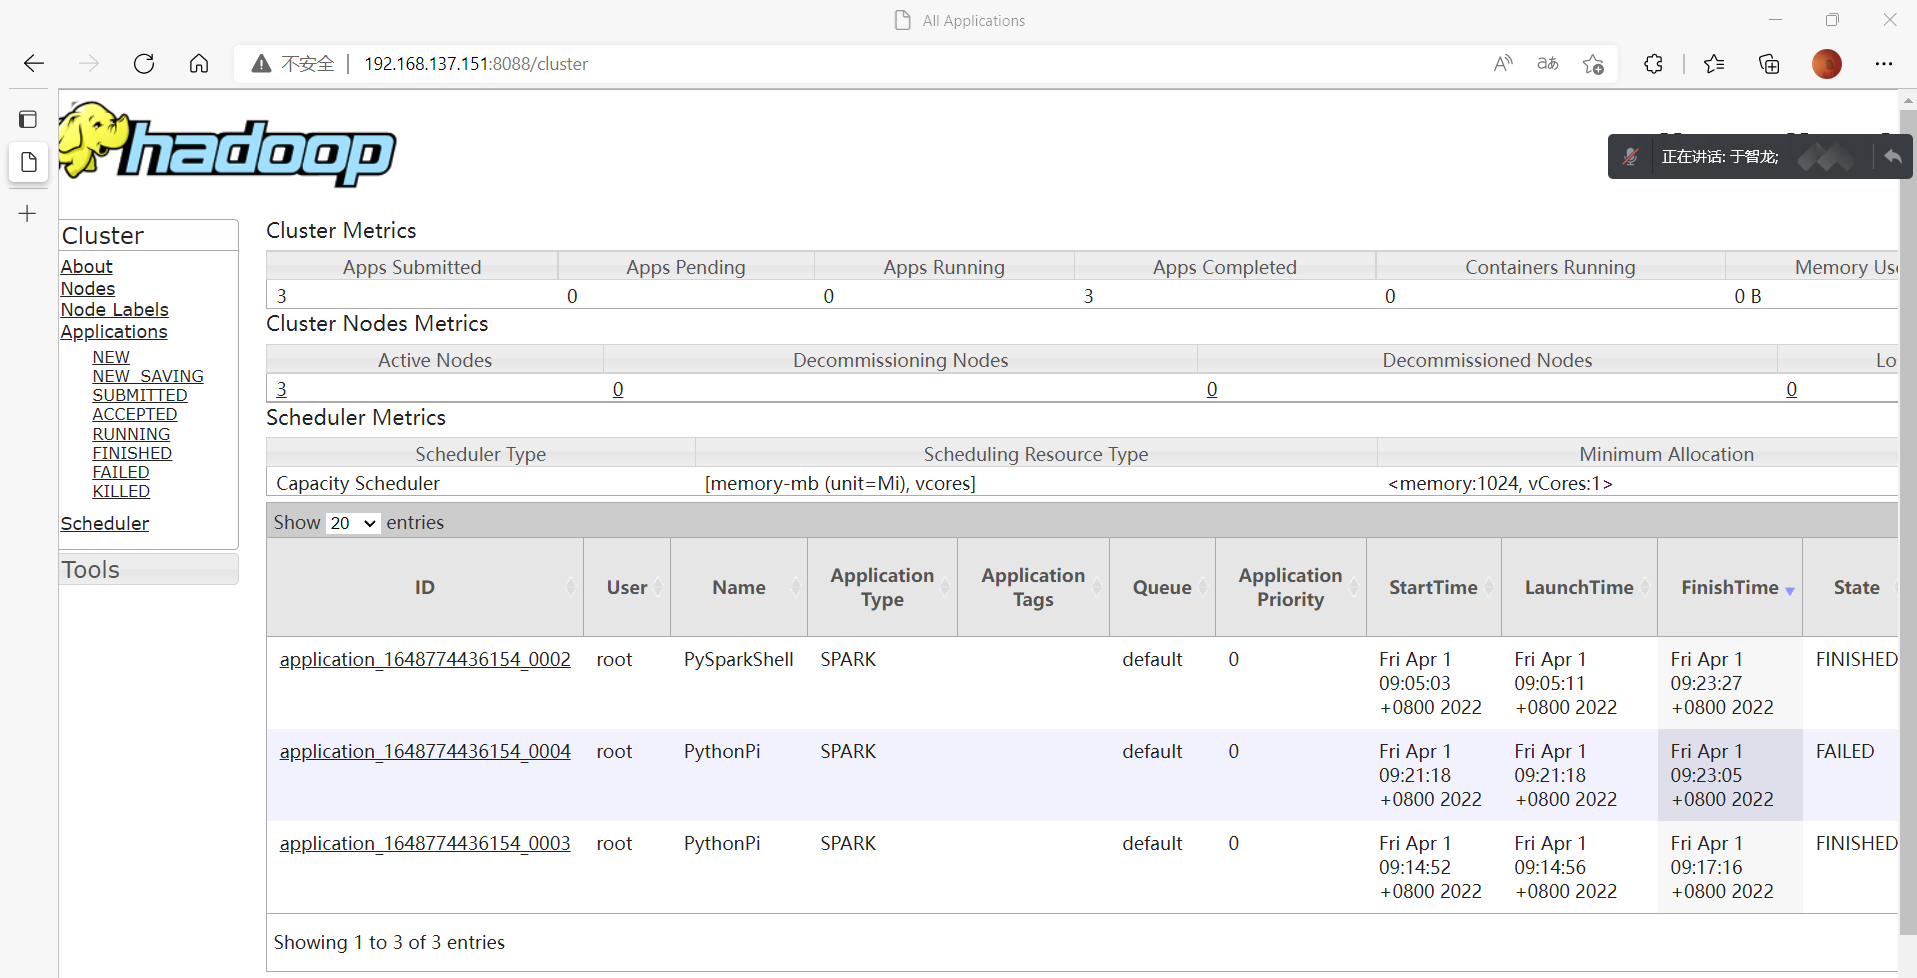 All Applications
不安全 | 192.168.137.151:8088/cluster
aあ
hadoop
正在讲话: 于智龙;
Cluster
About
Nodes
Node Labels
Applications
NEW
NEW_SAVING
SUBMITTED
ACCEPTED
RUNNING
FINISHED
FAILED
KILLED
Scheduler
Tools
Cluster Metrics
Apps Submitted Apps Pending Apps Running Apps Completed Containers Running Memory Us
3 0 0 3 0 0 B
Cluster Nodes Metrics
Active Nodes Decommissioning Nodes Decommissioned Nodes Lo
3 0 0 0
Scheduler Metrics
Scheduler Type Scheduling Resource Type Minimum Allocation
Capacity Scheduler [memory-mb (unit=Mi), vcores] <memory:1024, vCores:1>
Show 20 entries
ID User Name Application Type Application Tags Queue Application Priority StartTime LaunchTime FinishTime State
application_1648774436154_0002 root PySparkShell SPARK default 0 Fri Apr 1 09:05:03 +0800 2022 Fri Apr 1 09:05:11 +0800 2022 Fri Apr 1 09:23:27 +0800 2022 FINISHED
application_1648774436154_0004 root PythonPi SPARK default 0 Fri Apr 1 09:21:18 +0800 2022 Fri Apr 1 09:21:18 +0800 2022 Fri Apr 1 09:23:05 +0800 2022 FAILED
application_1648774436154_0003 root PythonPi SPARK default 0 Fri Apr 1 09:14:52 +0800 2022 Fri Apr 1 09:14:56 +0800 2022 Fri Apr 1 09:17:16 +0800 2022 FINISHED
Showing 1 to 3 of 3 entries